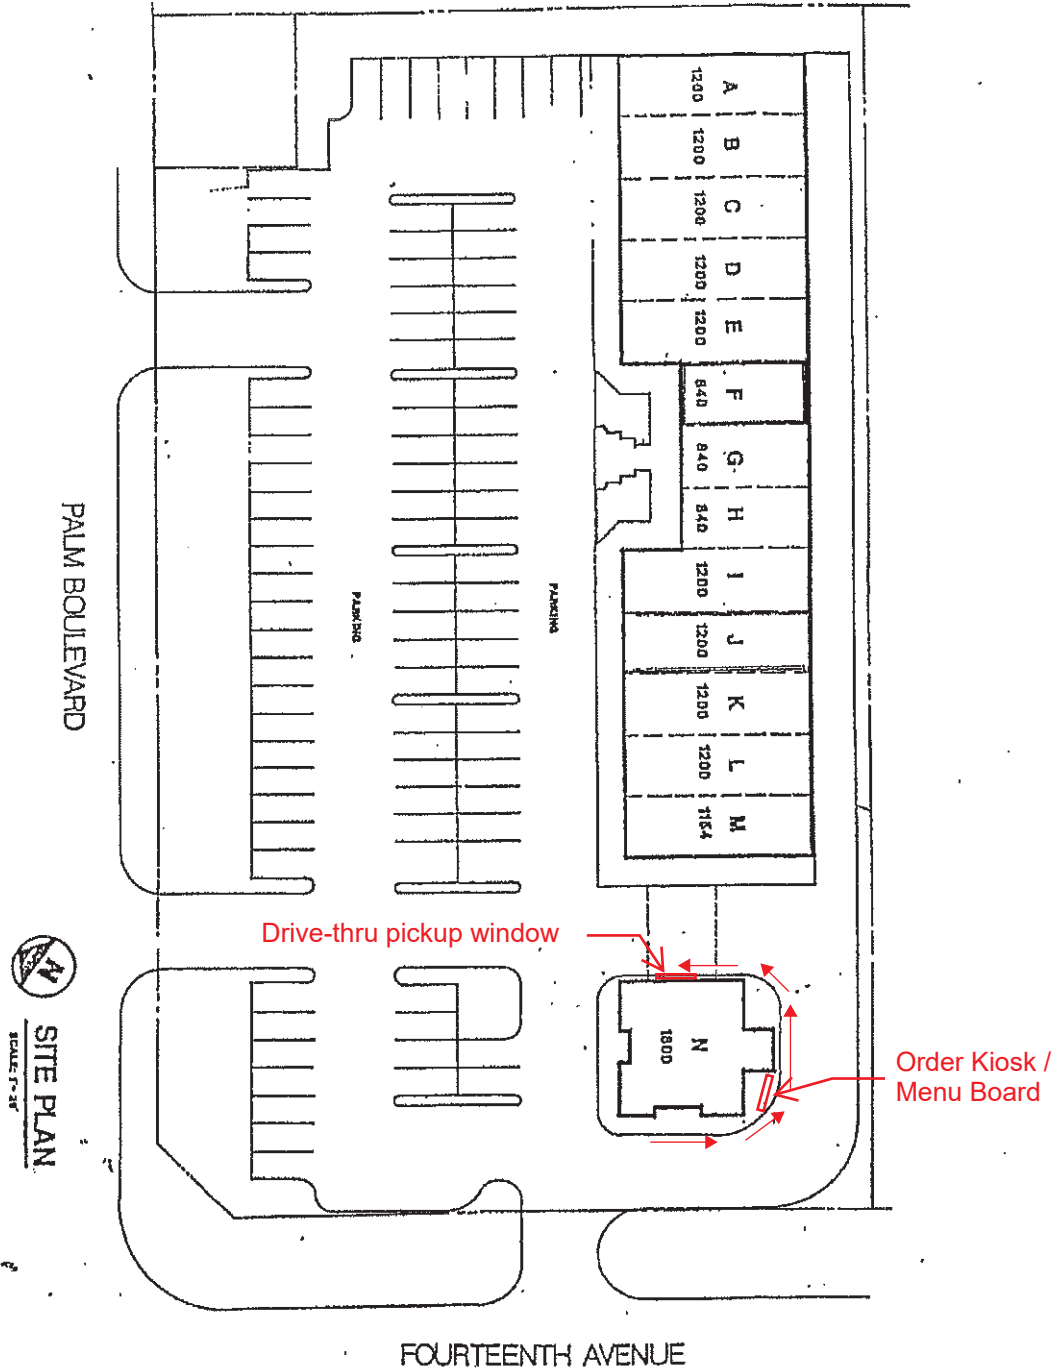 A
1200
B
1200
C
1200
D
1200
E
1200
F
840
G
840
H
840
I
1200
J
1200
K
1200
L
1200
M
1154
PARKING
PARKING
PALM BOULEVARD
Drive-thru pickup window
N
1800
Order Kiosk /
Menu Board
N
SITE PLAN
FOURTEENTH AVENUE